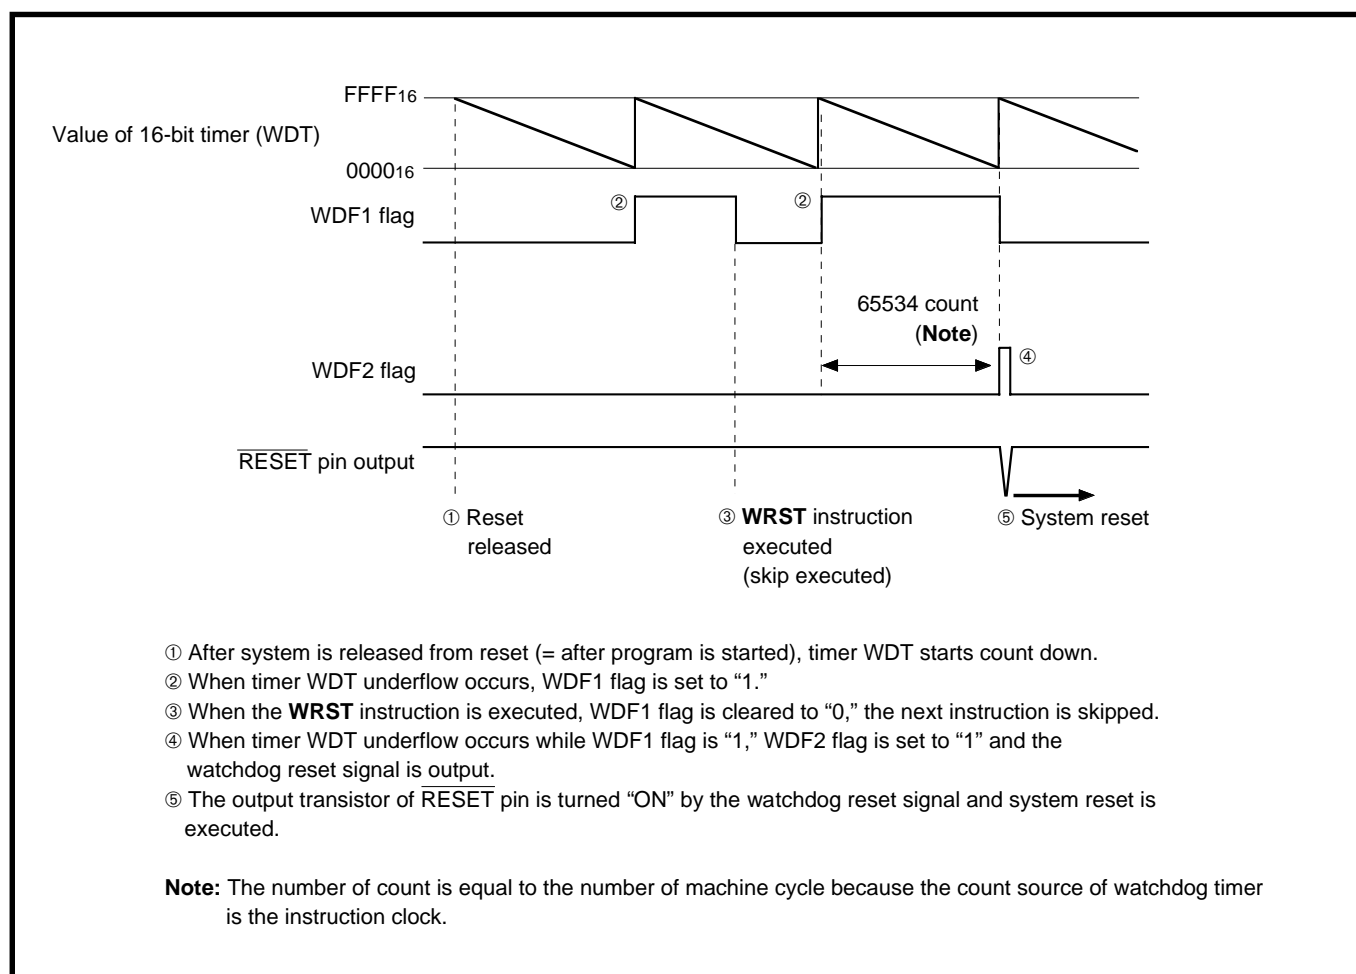 FFFF16
Value of 16-bit timer (WDT)
000016
WDF1 flag
②
②
65534 count
(Note)
WDF2 flag
④
RESET pin output
① Reset
released
③ WRST instruction
executed
(skip executed)
⑤ System reset
① After system is released from reset (= after program is started), timer WDT starts count down.
② When timer WDT underflow occurs, WDF1 flag is set to “1.”
③ When the WRST instruction is executed, WDF1 flag is cleared to “0,” the next instruction is skipped.
④ When timer WDT underflow occurs while WDF1 flag is “1,” WDF2 flag is set to “1” and the
watchdog reset signal is output.
⑤ The output transistor of RESET pin is turned “ON” by the watchdog reset signal and system reset is
executed.
Note: The number of count is equal to the number of machine cycle because the count source of watchdog timer
is the instruction clock.